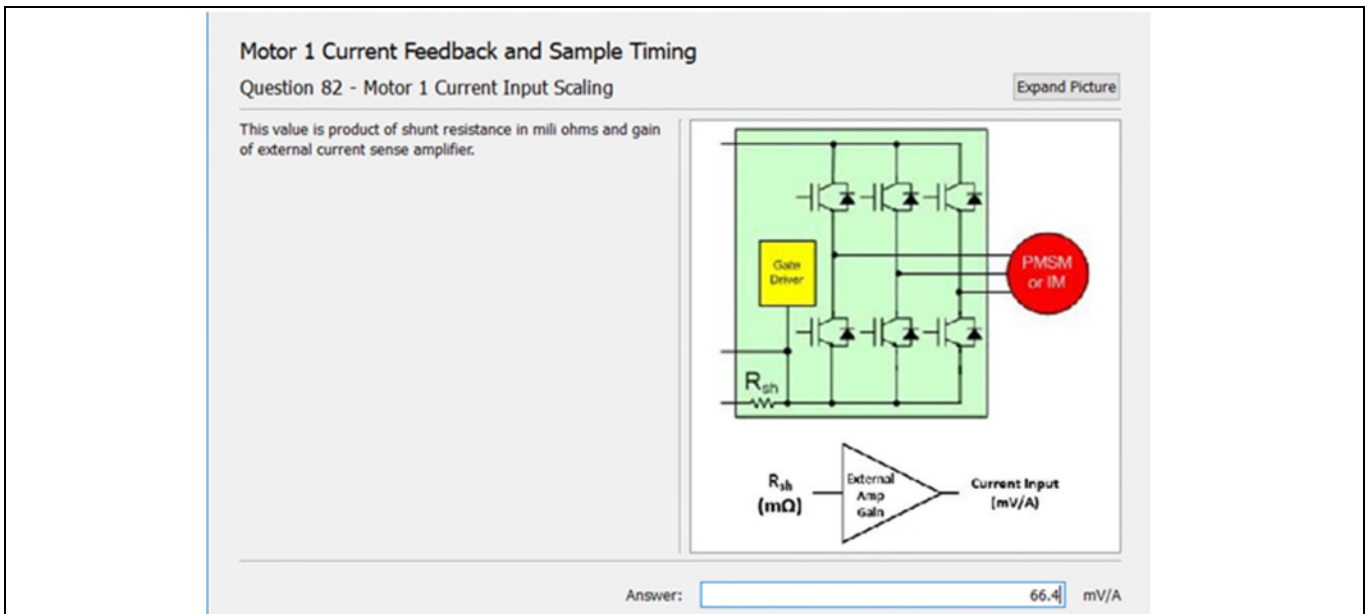 Motor 1 Current Feedback and Sample Timing
Question 82 - Motor 1 Current Input Scaling
Expand Picture
This value is product of shunt resistance in mili ohms and gain
of external current sense amplifier.
Gate
Driver
PMSM
or IM
Rsh
Rsh
(mΩ)
External
Amp
Gain
Current Input
(mV/A)
Answer:
66.4
mV/A